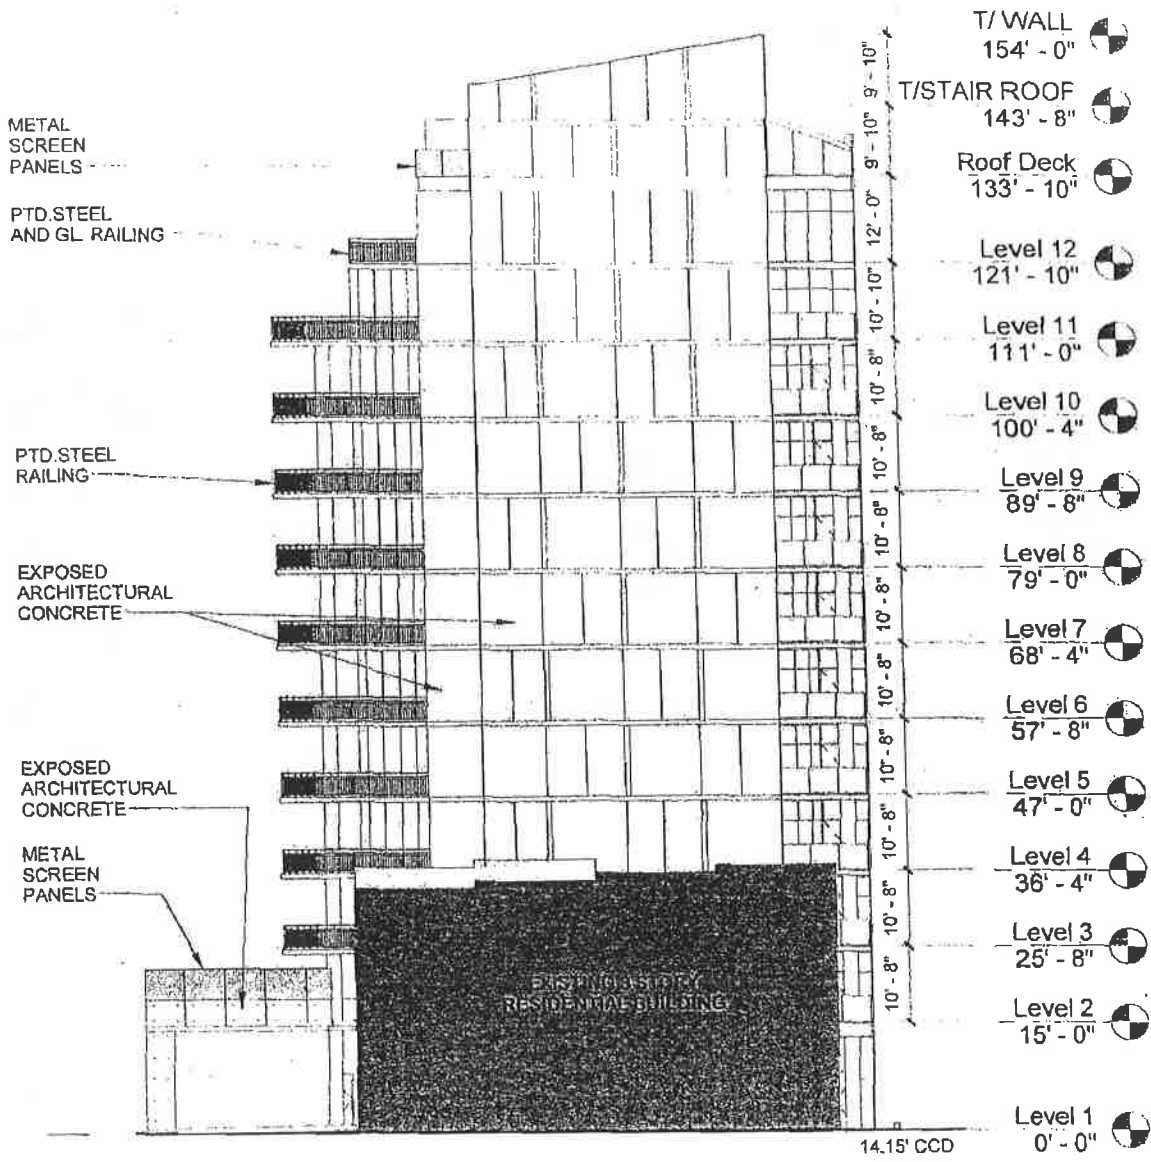 T/ WALL
154' - 0"
T/STAIR ROOF
143' - 8"
Roof Deck
133' - 10"
Level 12
121' - 10"
Level 11
111' - 0"
Level 10
100' - 4"
Level 9
89' - 8"
Level 8
79' - 0"
Level 7
68' - 4"
Level 6
57' - 8"
Level 5
47' - 0"
Level 4
36' - 4"
Level 3
25' - 8"
Level 2
15' - 0"
Level 1
0' - 0"
9' - 10"
9' - 10"
12' - 0"
10' - 10"
10' - 8"
10' - 8"
10' - 8"
10' - 8"
10' - 8"
10' - 8"
10' - 8"
10' - 8"
10' - 8"
METAL
SCREEN
PANELS
PTD.STEEL
AND GL RAILING
PTD.STEEL
RAILING
EXPOSED
ARCHITECTURAL
CONCRETE
EXPOSED
ARCHITECTURAL
CONCRETE
METAL
SCREEN
PANELS
EXISTING
RESIDENTIAL BUILDING
14.15' CCD